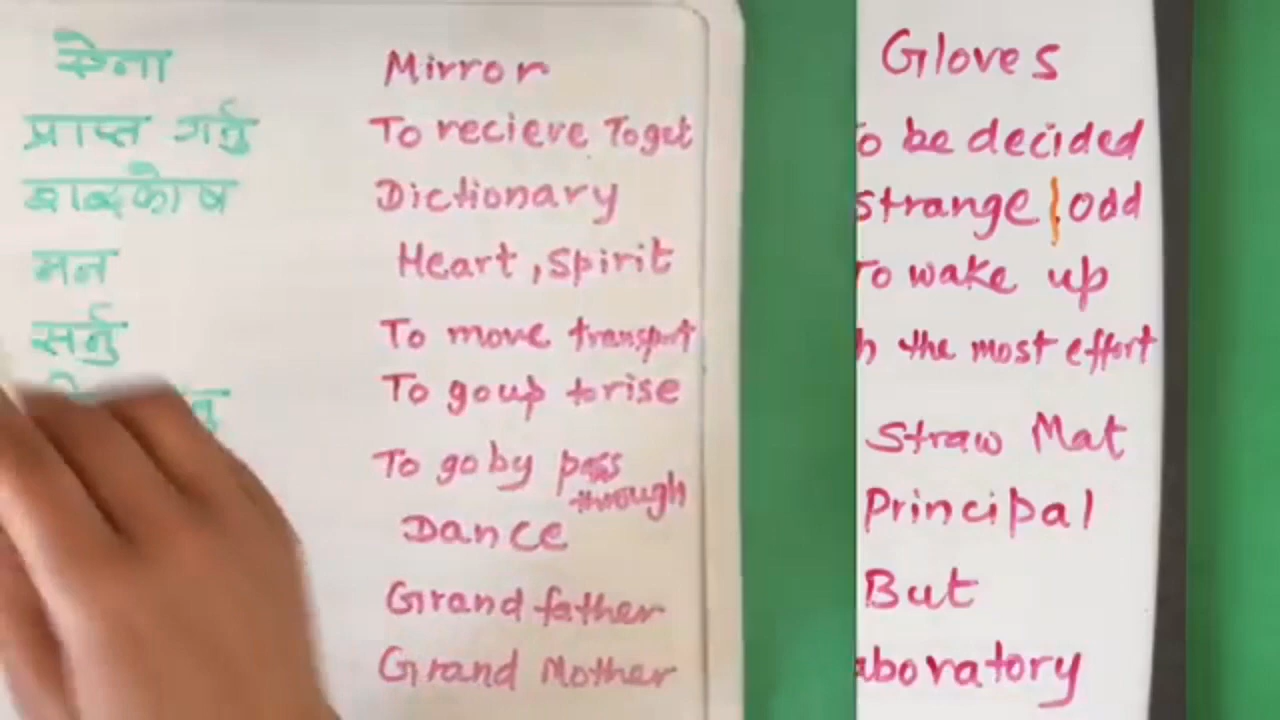 ऐना Mirror
प्राप्त गर्नु To recieve To get
शब्दकोष Dictionary
मन Heart, spirit
सर्नु To move transport
To go up to rise
To go by pass through
Dance
Grand father
Grand Mother
Gloves
o be decided
strange | odd
To wake up
h the most effort
Straw Mat
Principal
But
aboratory